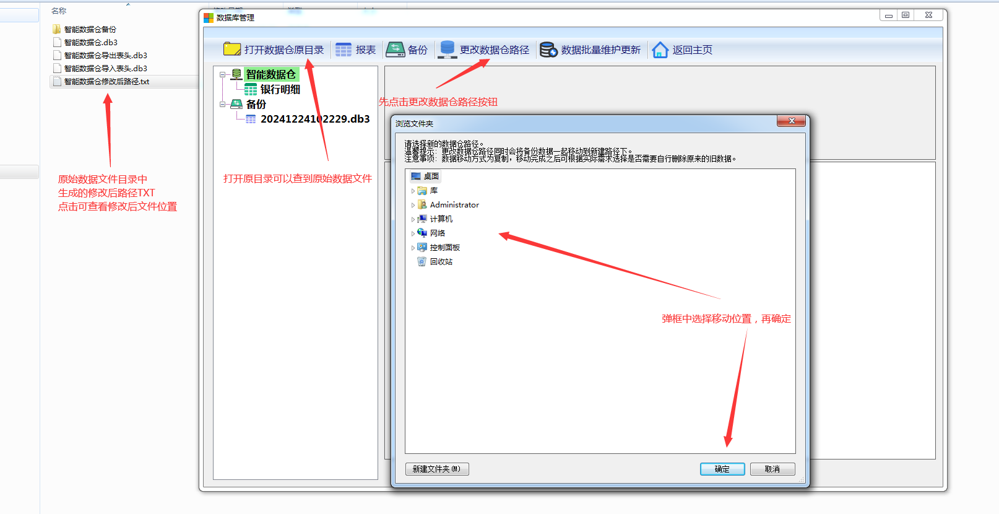 名称
智能数据仓备份
智能数据仓.db3
智能数据仓导出表头.db3
智能数据仓导入表头.db3
智能数据仓修改后路径.txt
原始数据文件目录中
生成的修改后路径TXT
点击可查看修改后文件位置
数据库管理
打开数据仓原目录
报表
备份
更改数据仓路径
数据批量维护更新
返回主页
智能数据仓
银行明细
备份
20241224102229.db3
打开原目录可以查到原始数据文件
先点击更改数据仓路径按钮
浏览文件夹
请选择新的数据仓路径。
温馨提示：更改数据仓路径同时会将备份数据一起移动到新建路径下。
注意事项：数据移动方式为复制，移动完成之后可根据实际需求选择是否需要自行删除原来的旧数据。
桌面
库
Administrator
计算机
网络
控制面板
回收站
弹框中选择移动位置，再确定
新建文件夹(M)
确定
取消